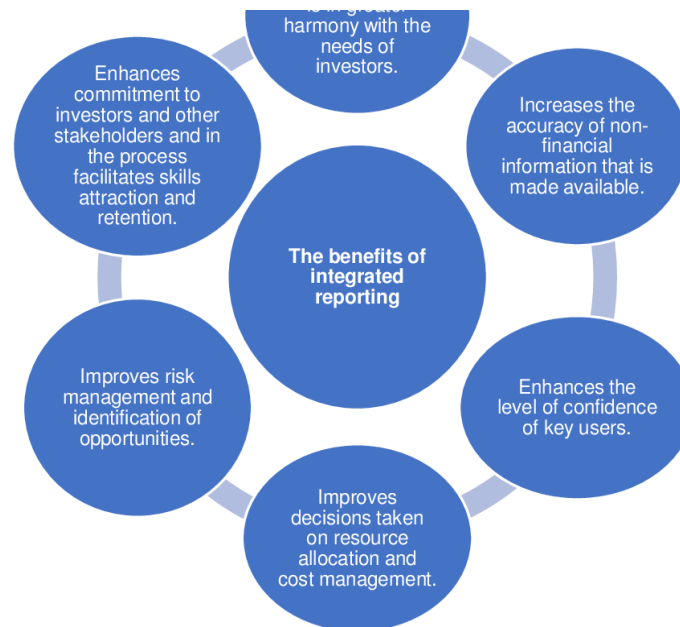 is in greater
harmony with the
needs of
investors.
Increases the
accuracy of non-
financial
information that is
made available.
Enhances the
level of confidence
of key users.
Improves
decisions taken
on resource
allocation and
cost management.
Improves risk
management and
identification of
opportunities.
Enhances
commitment to
investors and other
stakeholders and in
the process
facilitates skills
attraction and
retention.
The benefits of
integrated
reporting